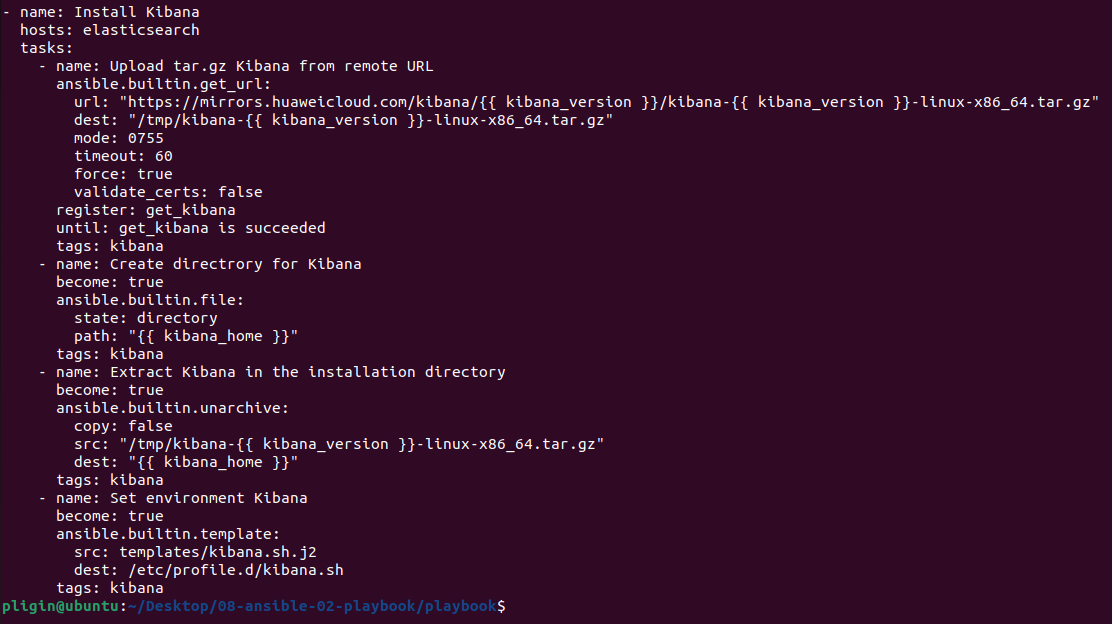 - name: Install Kibana
  hosts: elasticsearch
  tasks:
    - name: Upload tar.gz Kibana from remote URL
      ansible.builtin.get_url:
        url: "https://mirrors.huaweicloud.com/kibana/{{ kibana_version }}/kibana-{{ kibana_version }}-linux-x86_64.tar.gz"
        dest: "/tmp/kibana-{{ kibana_version }}-linux-x86_64.tar.gz"
        mode: 0755
        timeout: 60
        force: true
        validate_certs: false
      register: get_kibana
      until: get_kibana is succeeded
      tags: kibana
    - name: Create directrory for Kibana
      become: true
      ansible.builtin.file:
        state: directory
        path: "{{ kibana_home }}"
      tags: kibana
    - name: Extract Kibana in the installation directory
      become: true
      ansible.builtin.unarchive:
        copy: false
        src: "/tmp/kibana-{{ kibana_version }}-linux-x86_64.tar.gz"
        dest: "{{ kibana_home }}"
      tags: kibana
    - name: Set environment Kibana
      become: true
      ansible.builtin.template:
        src: templates/kibana.sh.j2
        dest: /etc/profile.d/kibana.sh
      tags: kibana
pligin@ubuntu:~/Desktop/08-ansible-02-playbook/playbook$